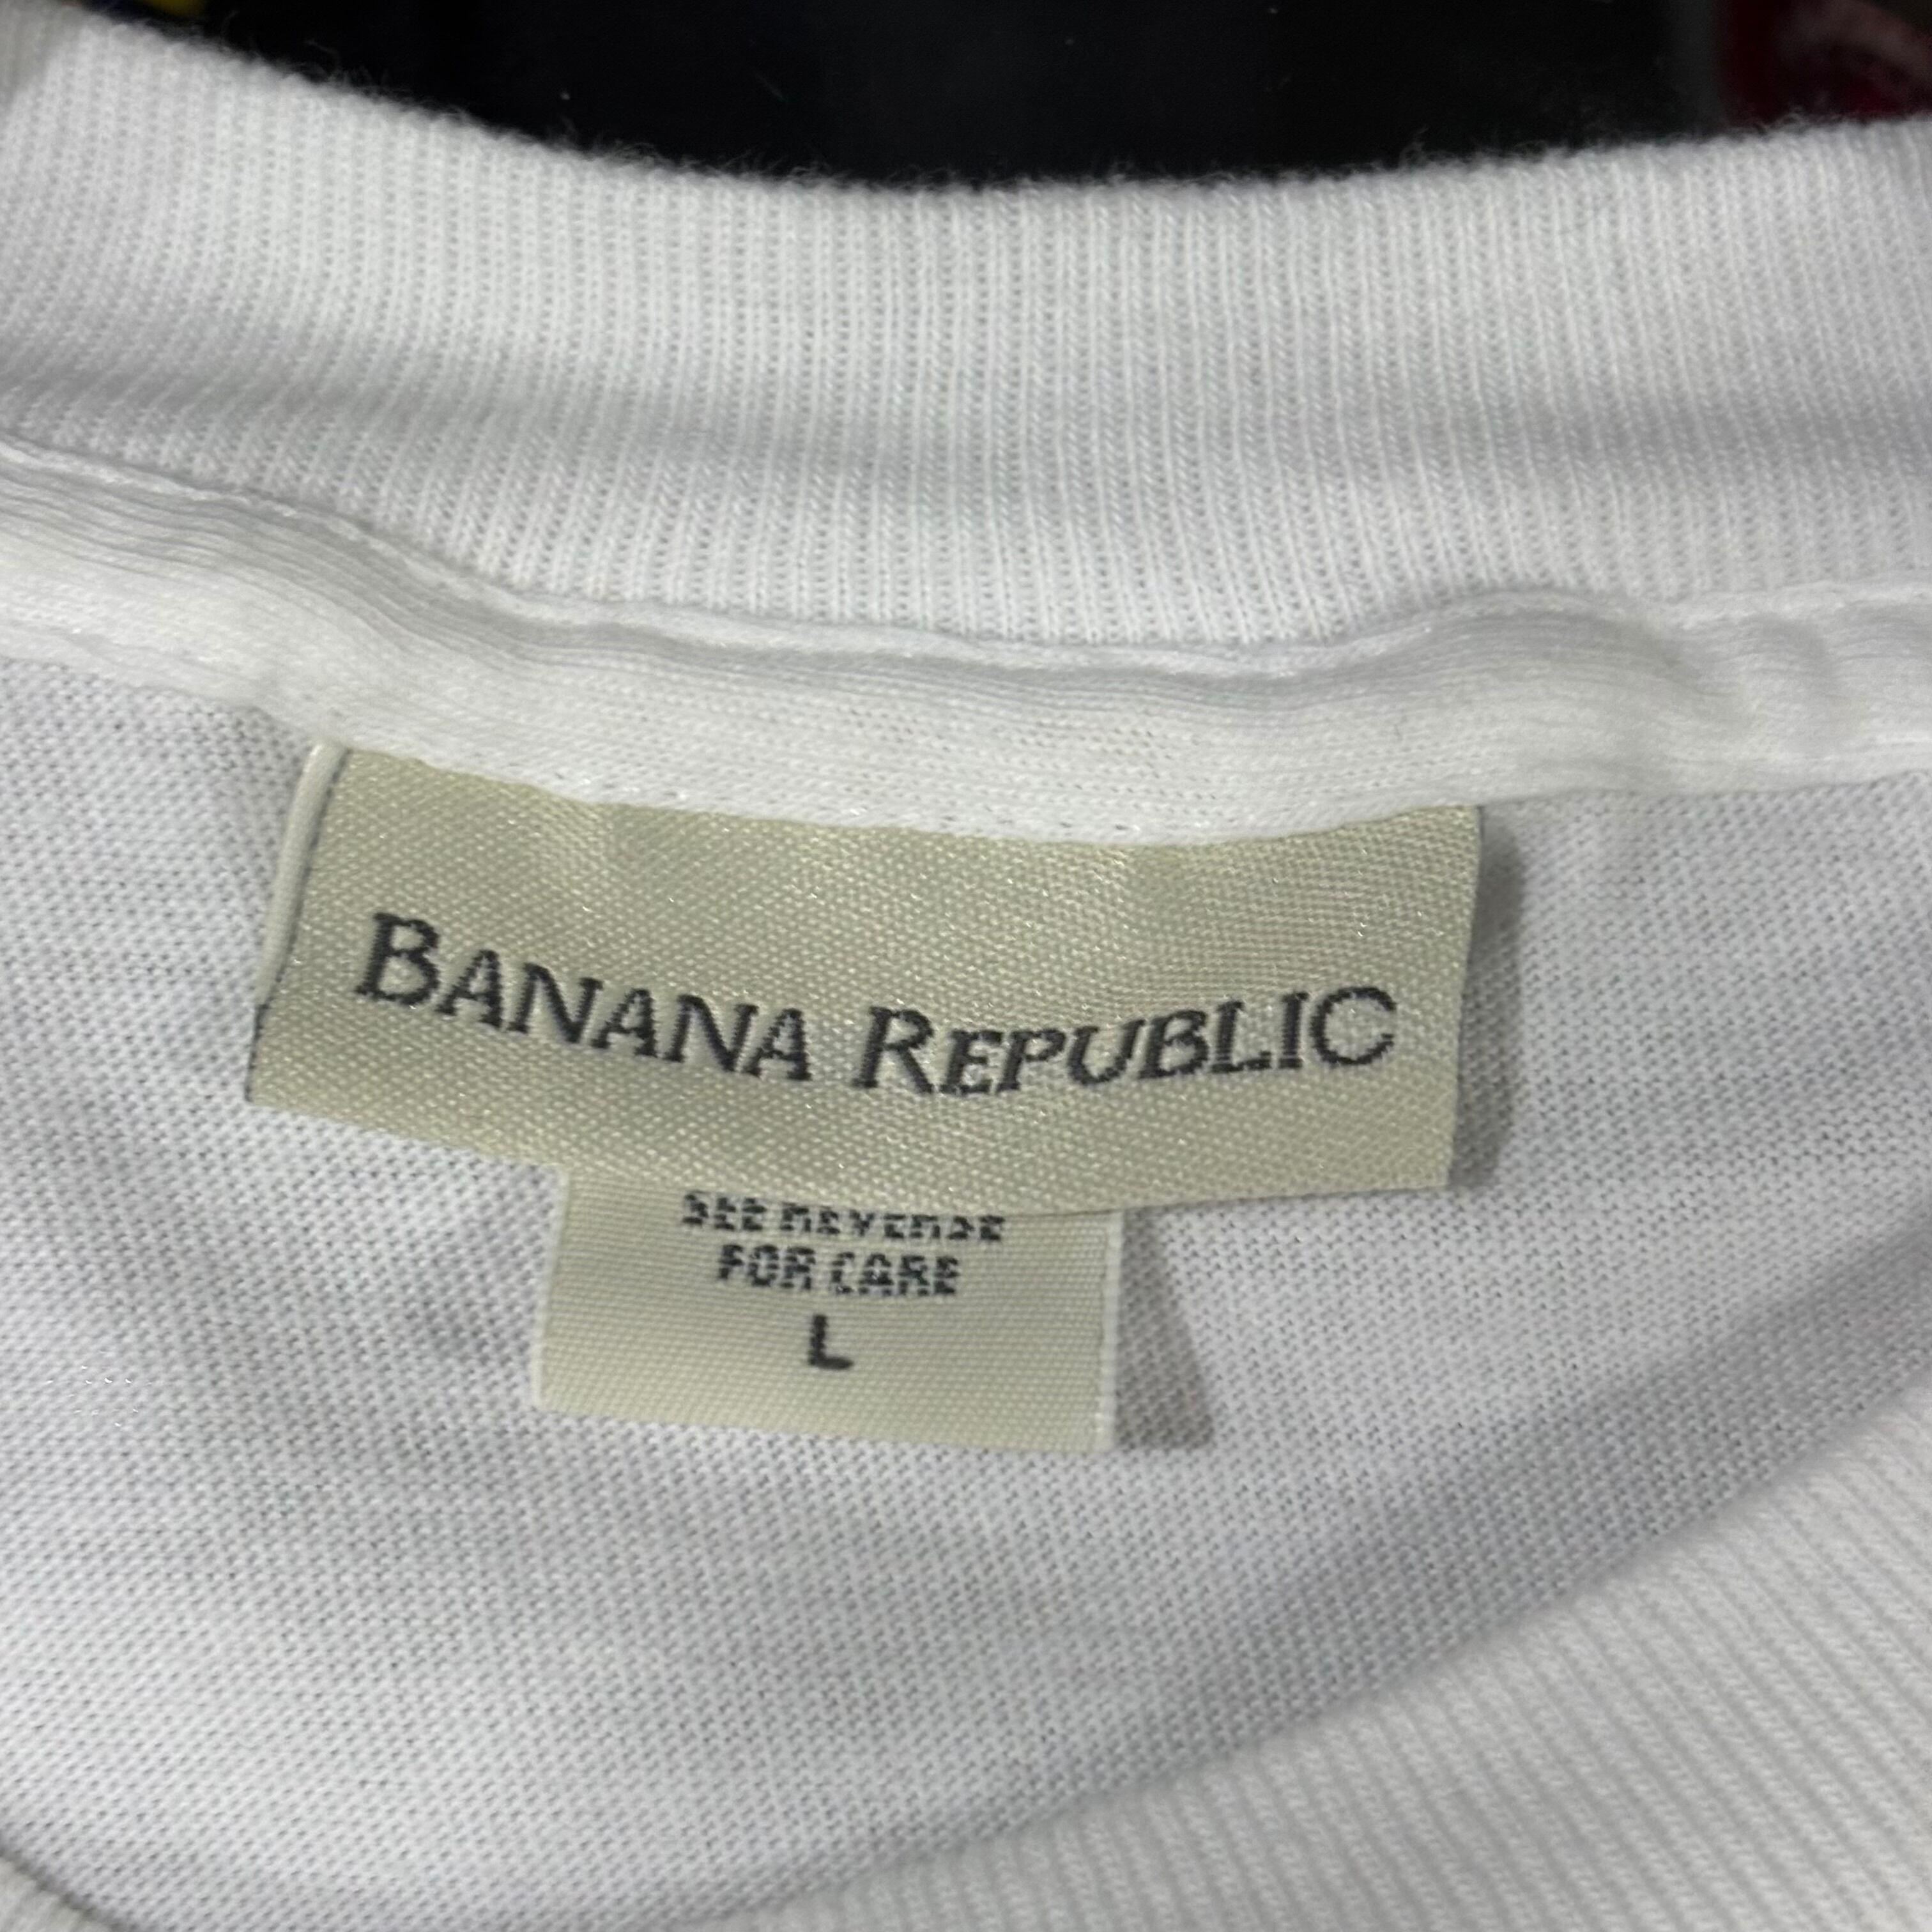 BANANA REPUBLIC
SEE REVERSE
FOR CARE
L